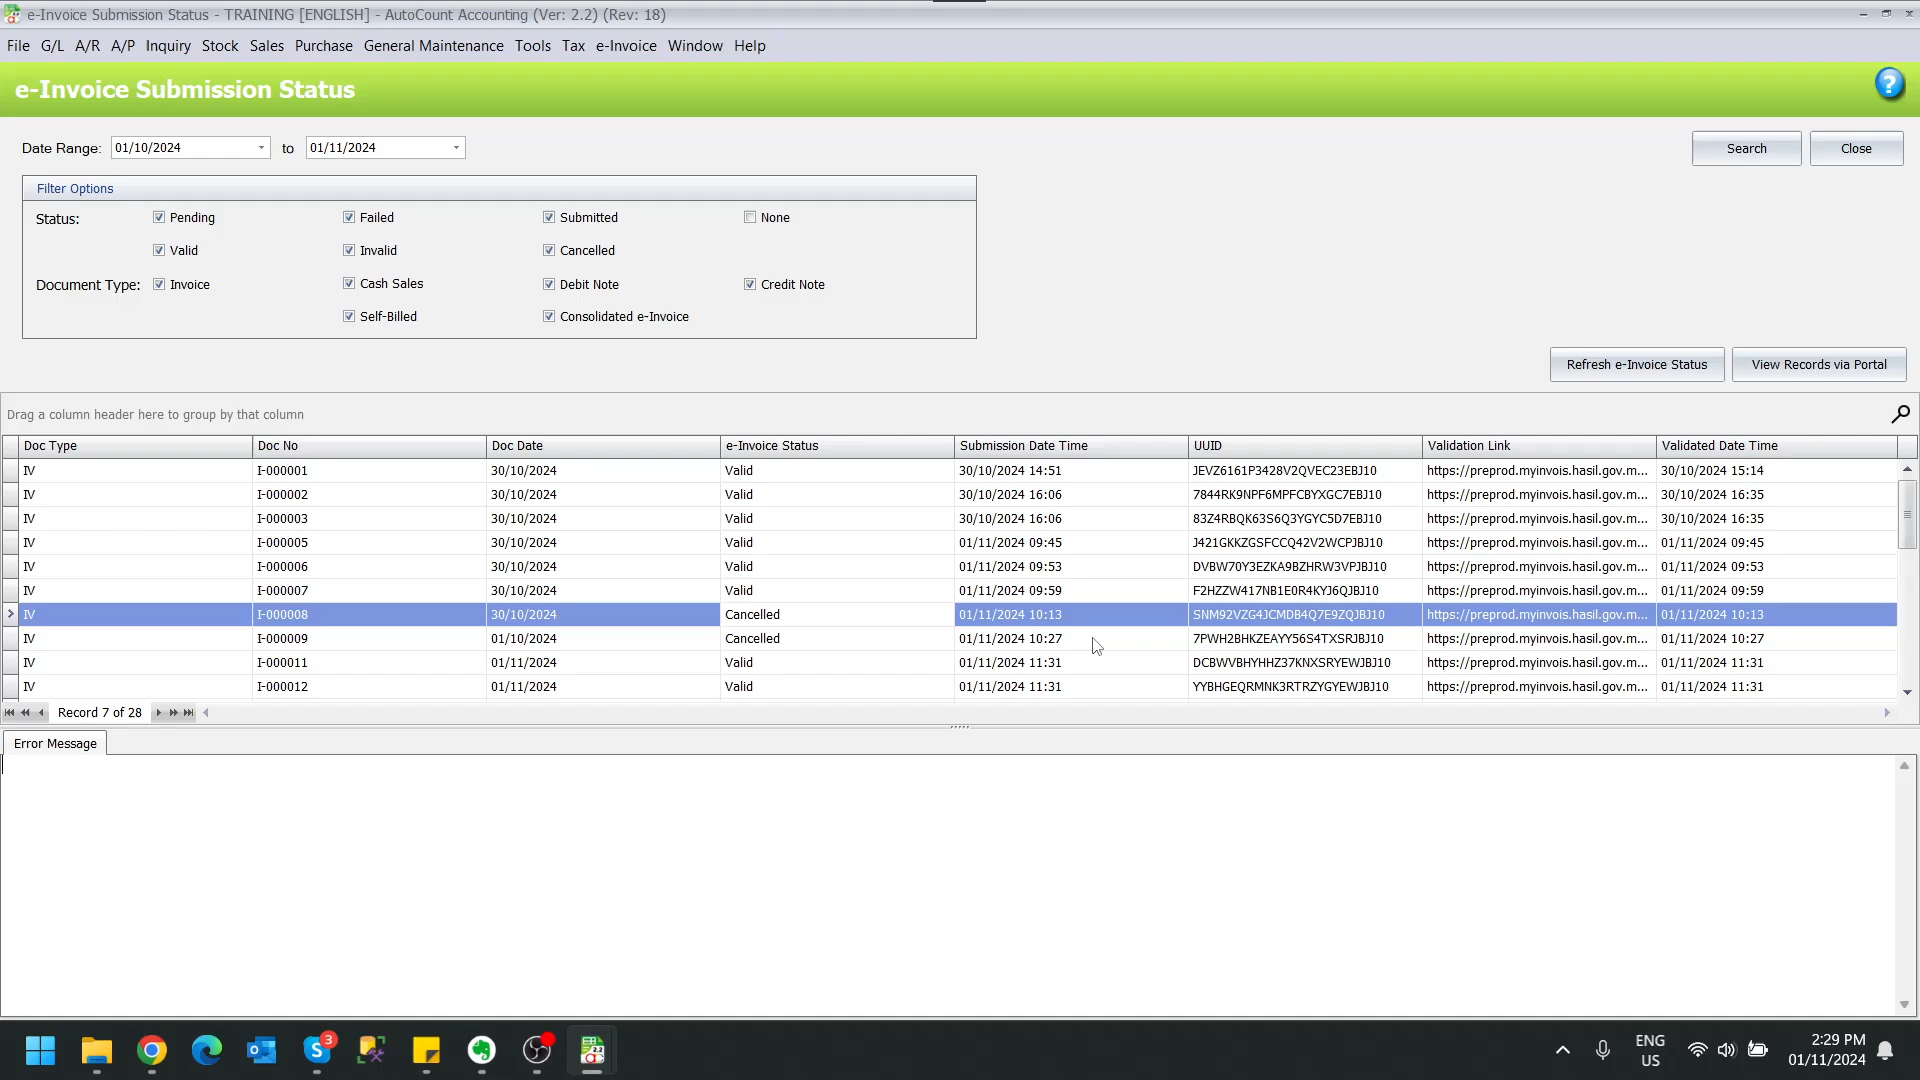 e-Invoice Submission Status - TRAINING [ENGLISH] - AutoCount Accounting (Ver: 2.2) (Rev: 18)
File G/L A/R A/P Inquiry Stock Sales Purchase General Maintenance Tools Tax e-Invoice Window Help
e-Invoice Submission Status
?
Date Range: 01/10/2024 to 01/11/2024 Search Close
Filter Options
Status: Pending Failed Submitted None
Valid Invalid Cancelled
Document Type: Invoice Cash Sales Debit Note Credit Note
Self-Billed Consolidated e-Invoice
Refresh e-Invoice Status View Records via Portal
Drag a column header here to group by that column
Doc Type Doc No Doc Date e-Invoice Status Submission Date Time UUID Validation Link Validated Date Time
IV I-000001 30/10/2024 Valid 30/10/2024 14:51 JEVZ6161P3428V2QVEC23EBJ10 https://preprod.myinvois.hasil.gov.m... 30/10/2024 15:14
IV I-000002 30/10/2024 Valid 30/10/2024 16:06 7844RK9NPF6MPFCBYXGC7EBJ10 https://preprod.myinvois.hasil.gov.m... 30/10/2024 16:35
IV I-000003 30/10/2024 Valid 30/10/2024 16:06 83Z4RBQK63S6Q3YGYC5D7EBJ10 https://preprod.myinvois.hasil.gov.m... 30/10/2024 16:35
IV I-000005 30/10/2024 Valid 01/11/2024 09:45 J421GKKZGSFCCQ42V2WCPJBJ10 https://preprod.myinvois.hasil.gov.m... 01/11/2024 09:45
IV I-000006 30/10/2024 Valid 01/11/2024 09:53 DVBW70Y3EZKA9BZHRW3VPJBJ10 https://preprod.myinvois.hasil.gov.m... 01/11/2024 09:53
IV I-000007 30/10/2024 Valid 01/11/2024 09:59 F2HZZW417NB1E0R4KYJ6QJBJ10 https://preprod.myinvois.hasil.gov.m... 01/11/2024 09:59
IV I-000008 30/10/2024 Cancelled 01/11/2024 10:13 SNM92VZG4JCMDB4Q7E9ZQJBJ10 https://preprod.myinvois.hasil.gov.m... 01/11/2024 10:13
IV I-000009 01/10/2024 Cancelled 01/11/2024 10:27 7PWH2BHKZEAYY56S4TXSRJBJ10 https://preprod.myinvois.hasil.gov.m... 01/11/2024 10:27
IV I-000011 01/11/2024 Valid 01/11/2024 11:31 DCBWVBHYHHZ37KNXSRYEWJBJ10 https://preprod.myinvois.hasil.gov.m... 01/11/2024 11:31
IV I-000012 01/11/2024 Valid 01/11/2024 11:31 YYBHGEQRMNK3RTRZYGYEWJBJ10 https://preprod.myinvois.hasil.gov.m... 01/11/2024 11:31
Record 7 of 28
Error Message
3
ENG
US
2:29 PM
01/11/2024